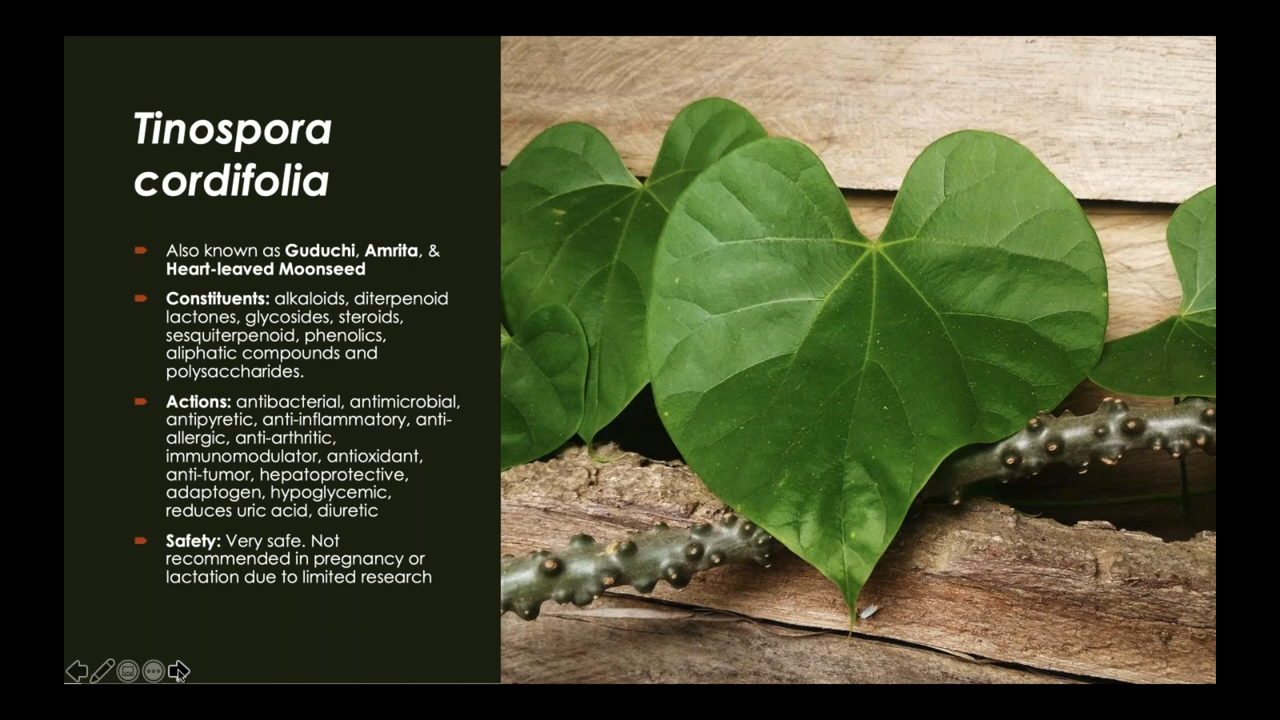 Tinospora
cordifolia
Also known as Guduchi, Amrita, &
Heart-leaved Moonseed
Constituents: alkaloids, diterpenoid
lactones, glycosides, steroids,
sesquiterpenoid, phenolics,
aliphatic compounds and
polysaccharides.
Actions: antibacterial, antimicrobial,
antipyretic, anti-inflammatory, anti-
allergic, anti-arthritic,
immunomodulator, antioxidant,
anti-tumor, hepatoprotective,
adaptogen, hypoglycemic,
reduces uric acid, diuretic
Safety: Very safe. Not
recommended in pregnancy or
lactation due to limited research